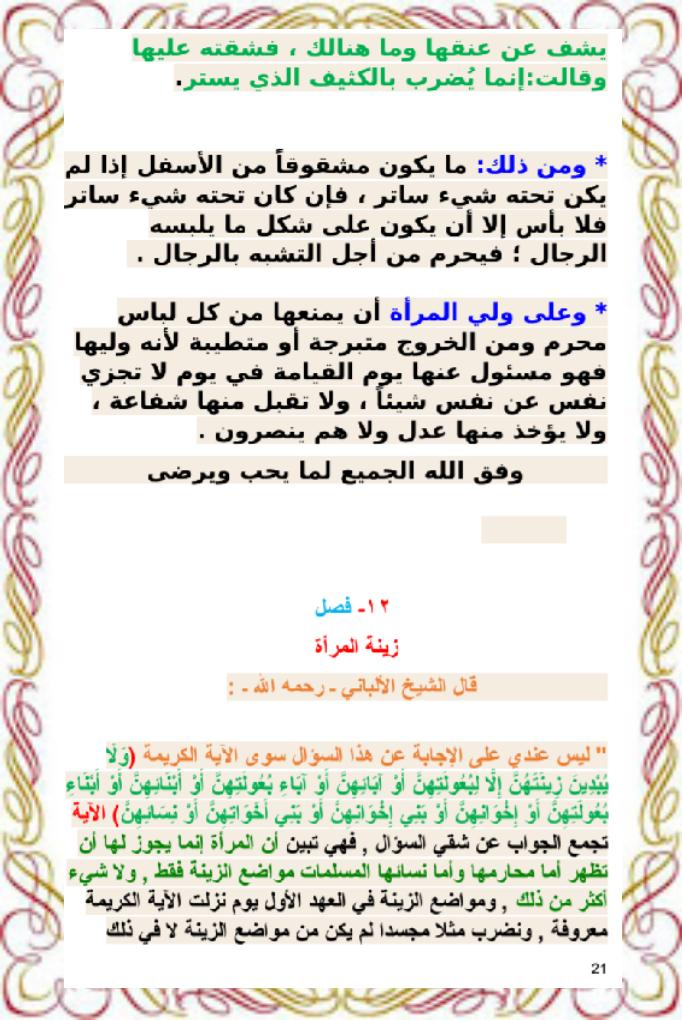 يشف عن عنقها وما هنالك ، فشقته عليها
وقالت:إنما يُضرب بالكثيف الذي يستر.
* ومن ذلك: ما يكون مشقوقاً من الأسفل إذا لم
يكن تحته شيء ساتر ، فإن كان تحته شيء ساتر
فلا بأس إلا أن يكون على شكل ما يلبسه
الرجال ؛ فيحرم من أجل التشبه بالرجال .
* وعلى ولي المرأة أن يمنعها من كل لباس
محرم ومن الخروج متبرجة أو متطيبة لأنه وليها
فهو مسئول عنها يوم القيامة في يوم لا تجزي
نفس عن نفس شيئاً ، ولا تقبل منها شفاعة ،
ولا يؤخذ منها عدل ولا هم ينصرون .
وفق الله الجميع لما يحب ويرضى
١٢- فصل
زينة المرأة
قال الشيخ الألباني - رحمه الله - :
" ليس عندي على الإجابة عن هذا السؤال سوى الآية الكريمة (وَلَا
يُبْدِينَ زِينَتَهُنَّ إِلَّا لِبُعُولَتِهِنَّ أَوْ آبَائِهِنَّ أَوْ آبَاءِ بُعُولَتِهِنَّ أَوْ أَبْنَائِهِنَّ أَوْ أَبْنَاءِ
بُعُولَتِهِنَّ أَوْ إِخْوَانِهِنَّ أَوْ بَنِي إِخْوَانِهِنَّ أَوْ بَنِي أَخَوَاتِهِنَّ أَوْ نِسَائِهِنَّ) الآية
تجمع الجواب عن شقي السؤال , فهي تبين أن المرأة إنما يجوز لها أن
تظهر أما محارمها وأما نسائها المسلمات مواضع الزينة فقط , ولا شيء
أكثر من ذلك , ومواضع الزينة في العهد الأول يوم نزلت الآية الكريمة
معروفة , ونضرب مثلا مجسدا لم يكن من مواضع الزينة لا في ذلك
21